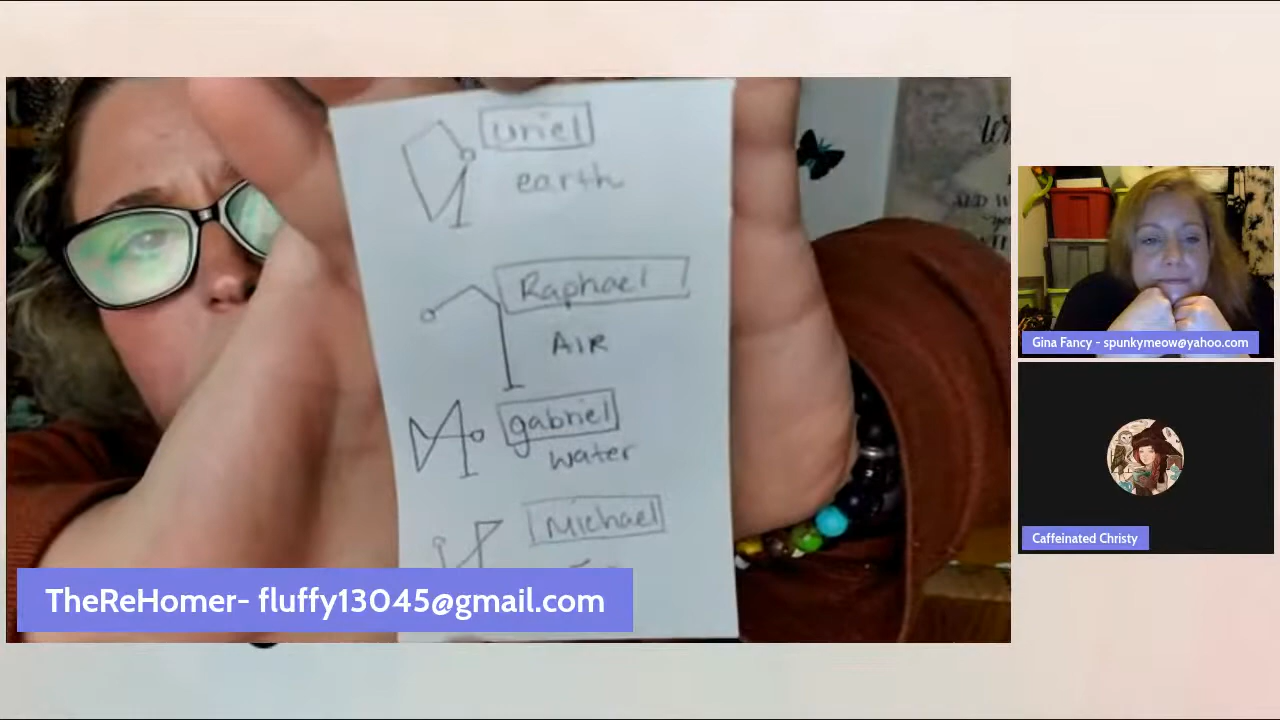 uriel
earth
Raphael
AIR
gabriel
water
Michael
TheReHomer- fluffy13045@gmail.com
Gina Fancy - spunkymeow@yahoo.com
Caffeinated Christy